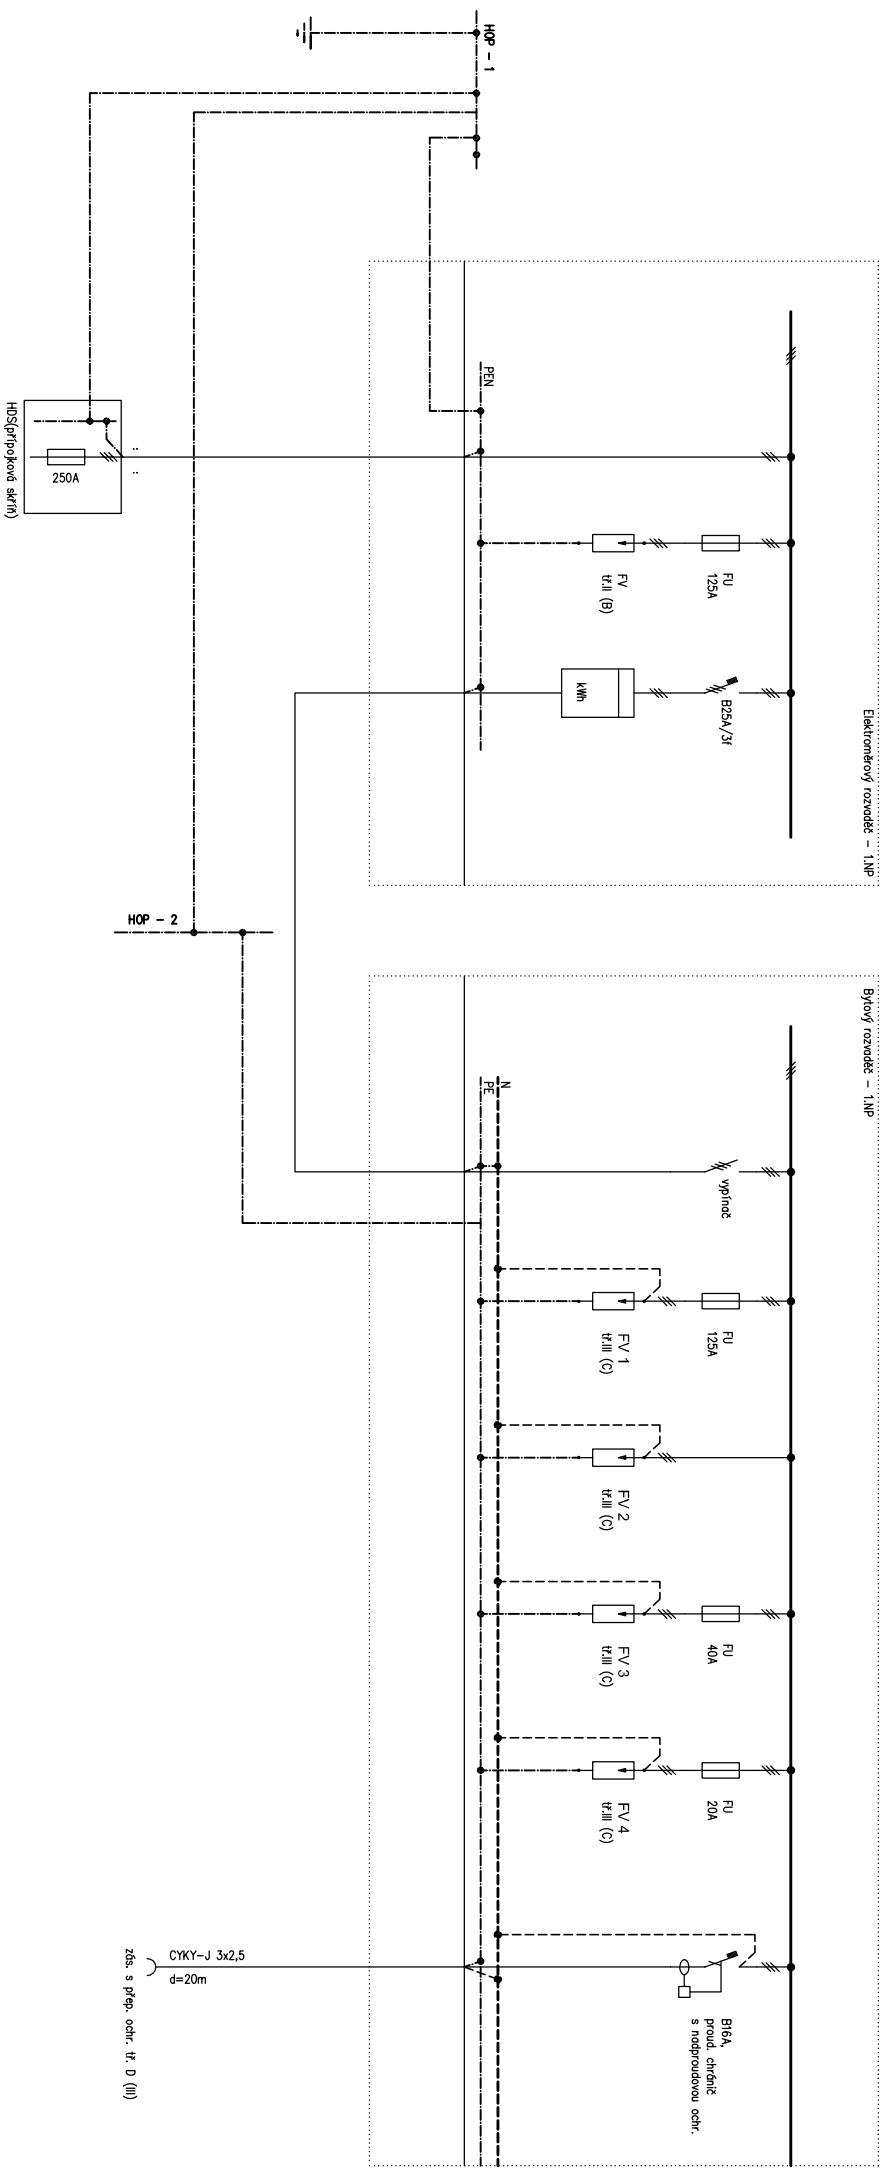 HOP - 1
HDS(přípojková skříň)
250A
Elektroměrový rozvaděč - 1.NP
PEN
FU
125A
FV
tř.II (B)
B25A/3f
kWh
HOP - 2
Bytový rozvaděč - 1.NP
N
PE
vypínač
FU
125A
FV 1
tř.III (C)
FV 2
tř.III (C)
FU
40A
FV 3
tř.III (C)
FU
20A
FV 4
tř.III (C)
B16A,
proud. chránič
s nadproudovou ochr.
CYKY-J 3x2,5
d=20m
zás. s přep. ochr. tř. D (III)